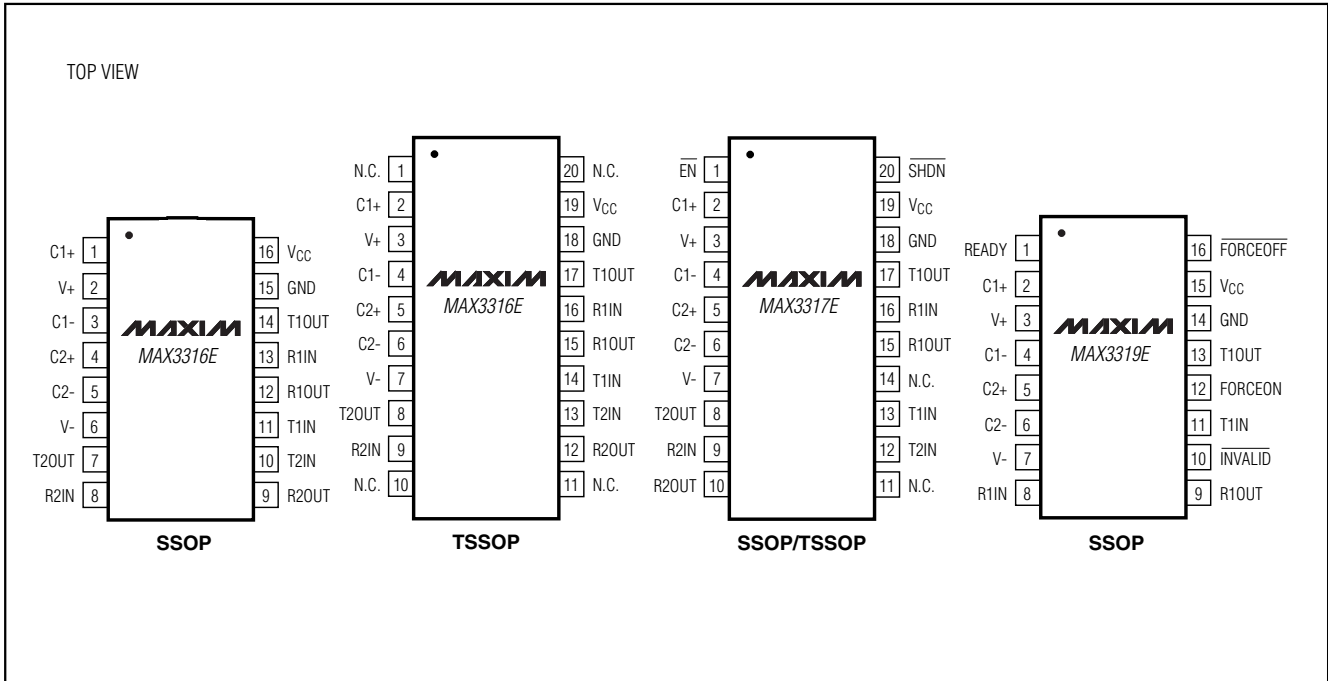 TOP VIEW
C1+ 1
V+ 2
C1- 3
C2+ 4
C2- 5
V- 6
T2OUT 7
R2IN 8
16 VCC
15 GND
14 T1OUT
13 R1IN
12 R1OUT
11 T1IN
10 T2IN
9 R2OUT
MAXIM
MAX3316E
SSOP
N.C. 1
C1+ 2
V+ 3
C1- 4
C2+ 5
C2- 6
V- 7
T2OUT 8
R2IN 9
N.C. 10
20 N.C.
19 VCC
18 GND
17 T1OUT
16 R1IN
15 R1OUT
14 T1IN
13 T2IN
12 R2OUT
11 N.C.
MAXIM
MAX3316E
TSSOP
E̅N̅ 1
C1+ 2
V+ 3
C1- 4
C2+ 5
C2- 6
V- 7
T2OUT 8
R2IN 9
R2OUT 10
20 S̅H̅D̅N̅
19 VCC
18 GND
17 T1OUT
16 R1IN
15 R1OUT
14 N.C.
13 T1IN
12 T2IN
11 N.C.
MAXIM
MAX3317E
SSOP/TSSOP
READY 1
C1+ 2
V+ 3
C1- 4
C2+ 5
C2- 6
V- 7
R1IN 8
16 F̅O̅R̅C̅E̅O̅F̅F̅
15 VCC
14 GND
13 T1OUT
12 FORCEON
11 T1IN
10 I̅N̅V̅A̅L̅I̅D̅
9 R1OUT
MAXIM
MAX3319E
SSOP